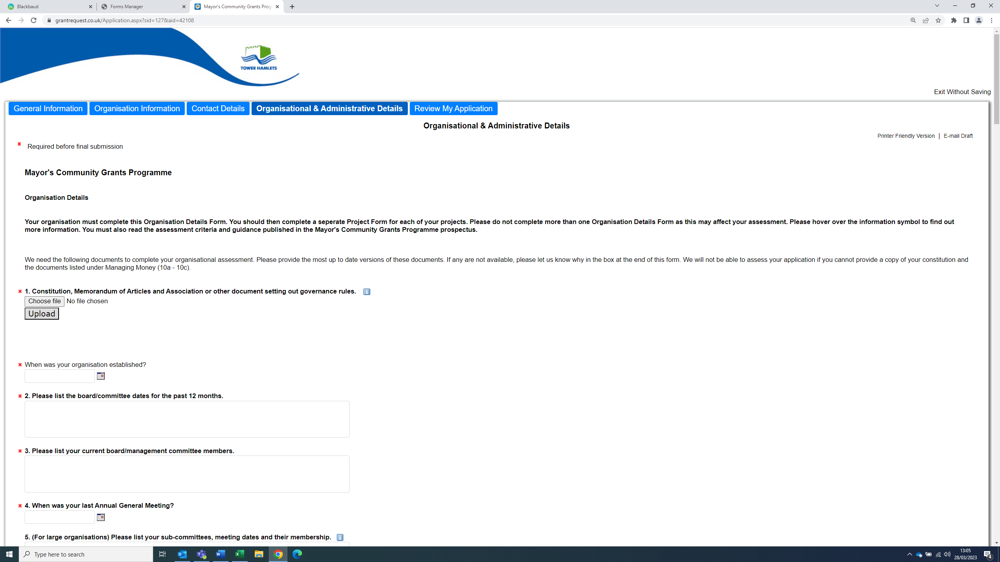 Blackbaud
Forms Manager
Mayor's Community Grants Prog
grantrequest.co.uk/Application.aspx?sid=127&aid=42108
TOWER HAMLETS
Exit Without Saving
General Information
Organisation Information
Contact Details
Organisational & Administrative Details
Review My Application
Organisational & Administrative Details
Printer Friendly Version | E-mail Draft
* Required before final submission
Mayor's Community Grants Programme
Organisation Details
Your organisation must complete this Organisation Details Form. You should then complete a seperate Project Form for each of your projects. Please do not complete more than one Organisation Details Form as this may affect your assessment. Please hover over the information symbol to find out
more information. You must also read the assessment criteria and guidance published in the Mayor's Community Grants Programme prospectus.
We need the following documents to complete your organisational assessment. Please provide the most up to date versions of these documents. If any are not available, please let us know why in the box at the end of this form. We will not be able to assess your application if you cannot provide a copy of your constitution and
the documents listed under Managing Money (10a - 10c).
* 1. Constitution, Memorandum of Articles and Association or other document setting out governance rules.
Choose file No file chosen
Upload
* When was your organisation established?
* 2. Please list the board/committee dates for the past 12 months.
* 3. Please list your current board/management committee members.
* 4. When was your last Annual General Meeting?
5. (For large organisations) Please list your sub-committees, meeting dates and their membership.
Type here to search
13:05
28/03/2023
4